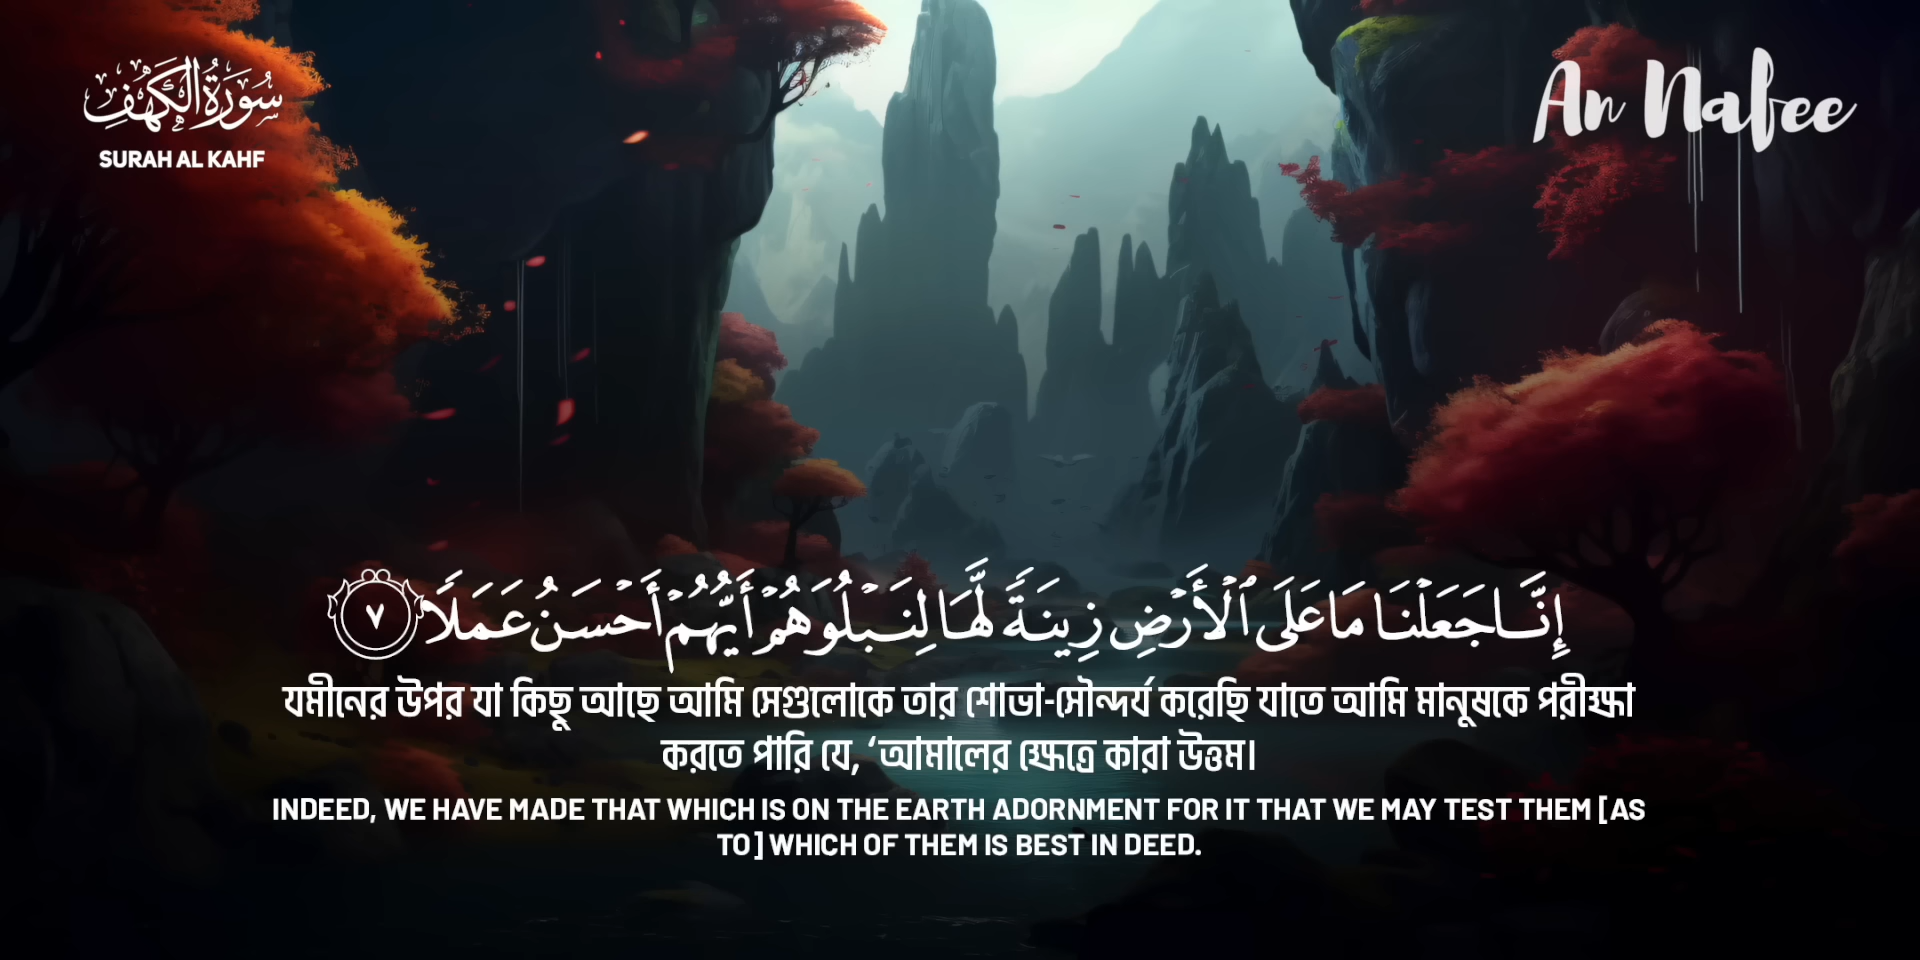 سُورَةُ الكَهْفِ
SURAH AL KAHF
An Nafee
إِنَّا جَعَلْنَا مَا عَلَى ٱلْأَرْضِ زِينَةً لَّهَا لِنَبْلُوَهُمْ أَيُّهُمْ أَحْسَنُ عَمَلًا ٧
যমীনের উপর যা কিছু আছে আমি সেগুলোকে তার শোভা-সৌন্দর্য করেছি যাতে আমি মানুষকে পরীক্ষা
করতে পারি যে, ‘আমালের ক্ষেত্রে কারা উত্তম।
INDEED, WE HAVE MADE THAT WHICH IS ON THE EARTH ADORNMENT FOR IT THAT WE MAY TEST THEM [AS
TO] WHICH OF THEM IS BEST IN DEED.